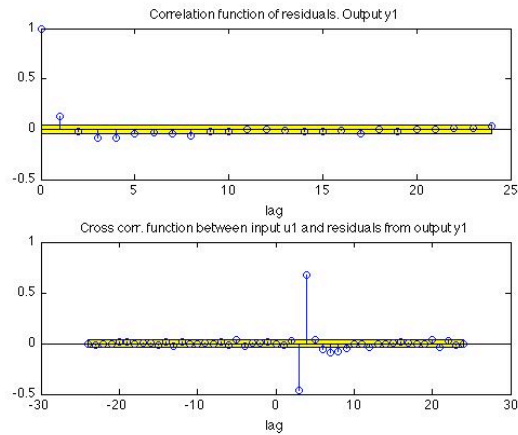 Correlation function of residuals. Output y1
1
0.5
0
-0.5
0 5 10 15 20 25
lag
Cross corr. function between input u1 and residuals from output y1
1
0.5
0
-0.5
-30 -20 -10 0 10 20 30
lag